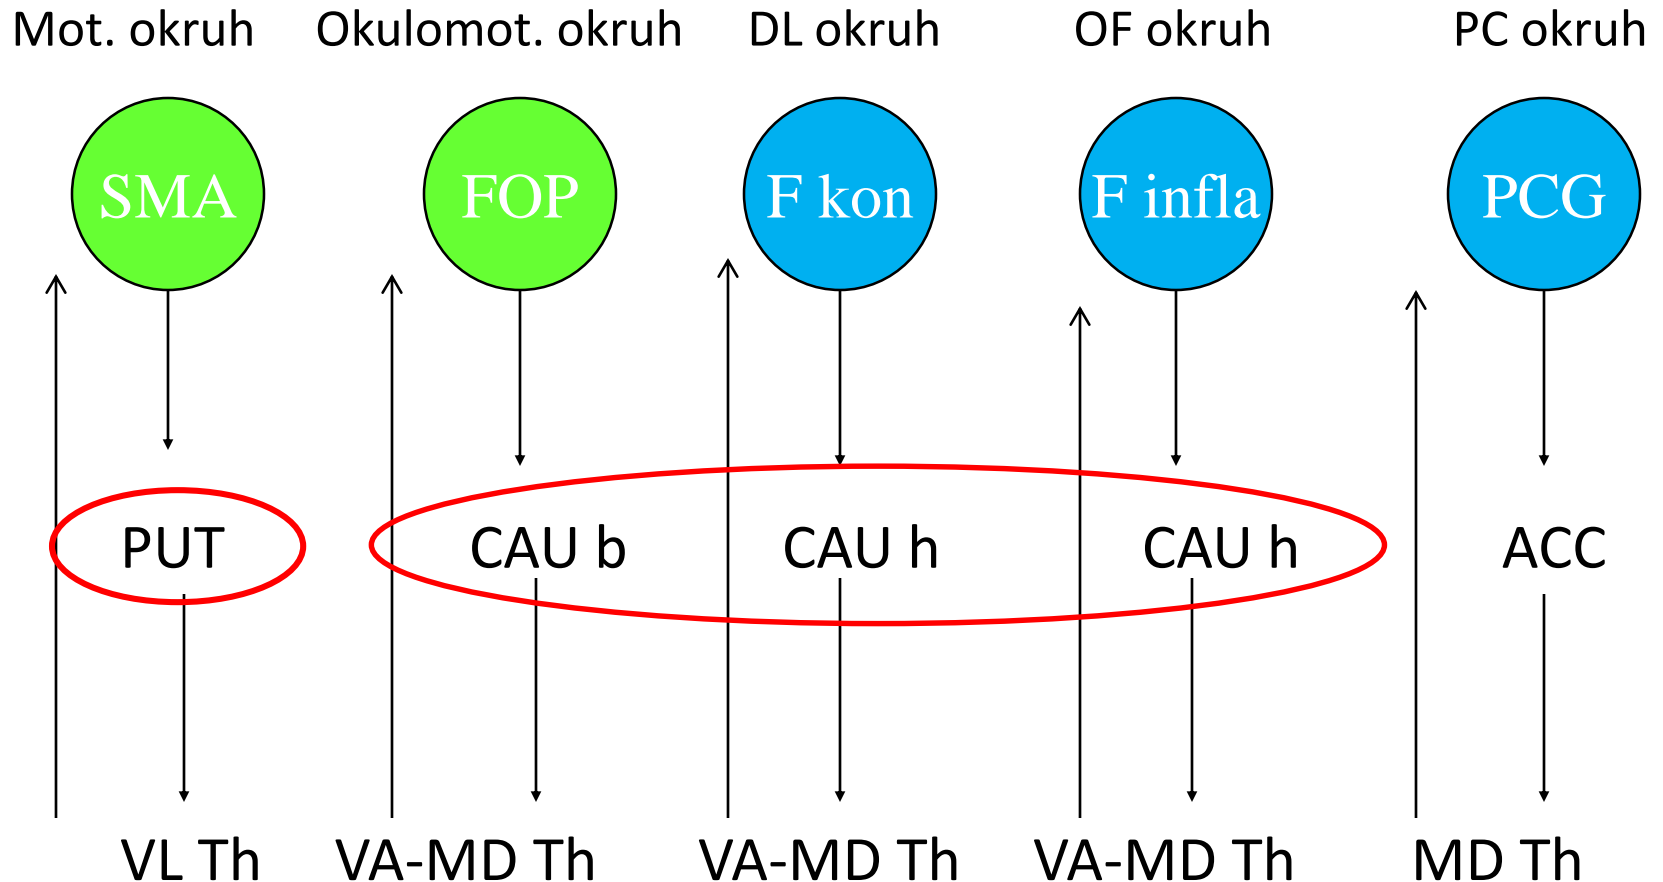 Mot. okruh Okulomot. okruh DL okruh OF okruh PC okruh
SMA FOP F kon F infla PCG
PUT CAU b CAU h CAU h ACC
VL Th VA-MD Th VA-MD Th VA-MD Th MD Th